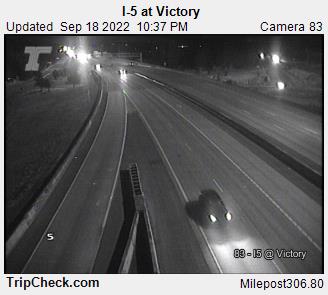 I-5 at Victory
Updated Sep 18 2022 10:37 PM Camera 83
TR
S
83 - I5 @ Victory
TripCheck.com Milepost306.80